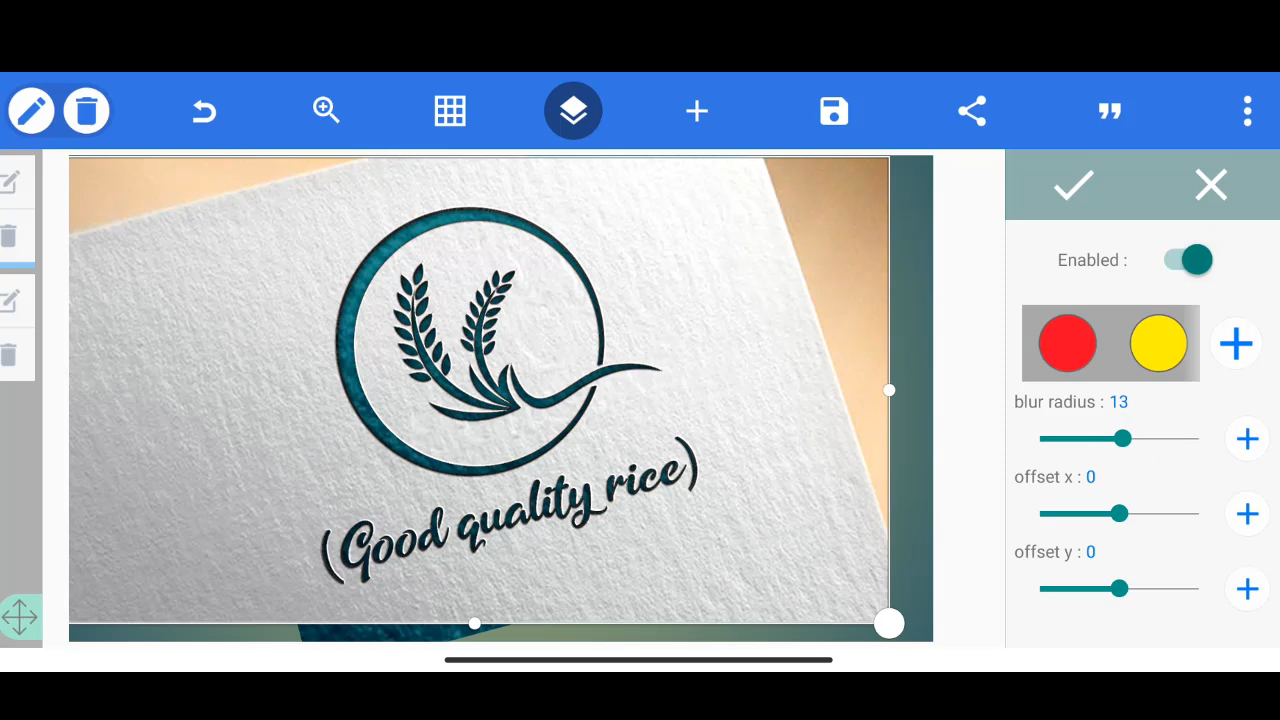 Enabled :
blur radius : 13
offset x : 0
offset y : 0
(Good quality rice)